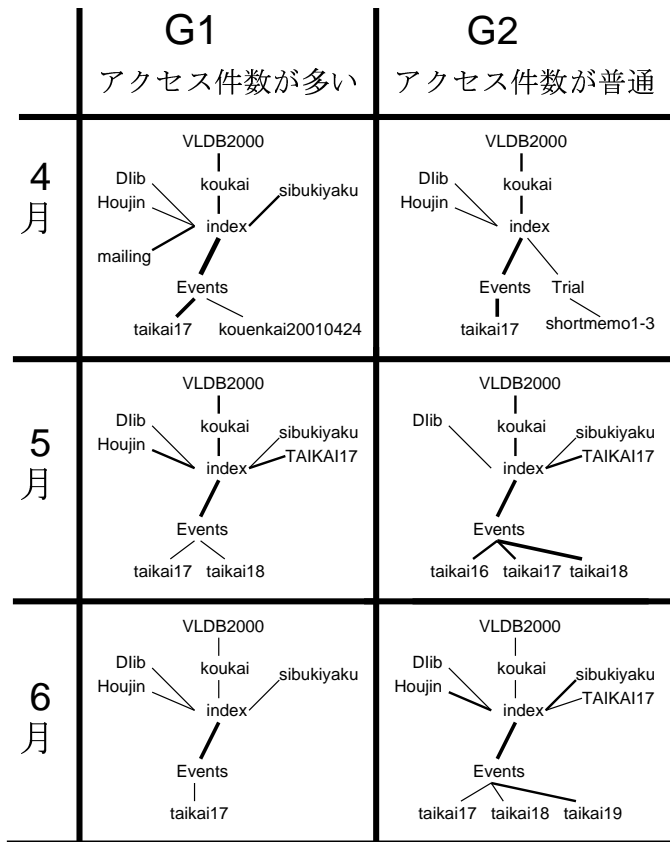 G1
G2
アクセス件数が多い
アクセス件数が普通
4
月
VLDB2000
Dlib
koukai
sibukiyaku
Houjin
index
mailing
Events
taikai17
kouenkai20010424
VLDB2000
Dlib
koukai
Houjin
index
Events
Trial
taikai17
shortmemo1-3
5
月
VLDB2000
Dlib
koukai
sibukiyaku
Houjin
TAIKAI17
index
Events
taikai17
taikai18
VLDB2000
Dlib
koukai
sibukiyaku
TAIKAI17
index
Events
taikai16
taikai17
taikai18
6
月
VLDB2000
Dlib
koukai
sibukiyaku
Houjin
index
Events
taikai17
VLDB2000
Dlib
koukai
sibukiyaku
Houjin
TAIKAI17
index
Events
taikai17
taikai18
taikai19